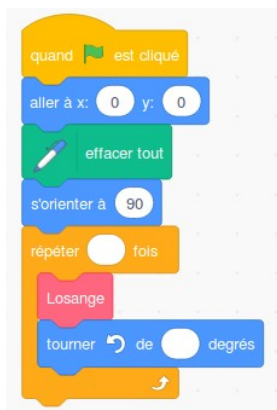 quand est cliqué
aller à x: 0 y: 0
effacer tout
s'orienter à 90
répéter fois
Losange
tourner de degrés